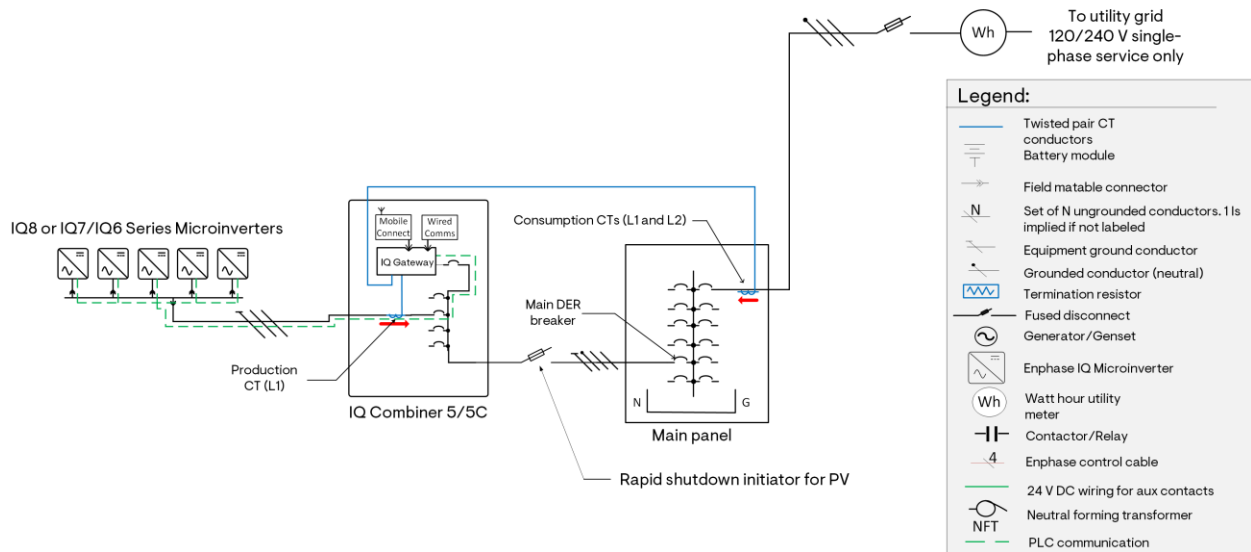 To utility grid
120/240 V single-
phase service only
Wh
IQ8 or IQ7/IQ6 Series Microinverters
Mobile
Connect
Wired
Comms
IQ Gateway
Consumption CTs (L1 and L2)
Main DER
breaker
Production
CT (L1)
IQ Combiner 5/5C
N
G
Main panel
Rapid shutdown initiator for PV
Legend:
Twisted pair CT
conductors
Battery module
Field matable connector
N
Set of N ungrounded conductors. 1 Is
implied if not labeled
Equipment ground conductor
Grounded conductor (neutral)
Termination resistor
Fused disconnect
Generator/Genset
Enphase IQ Microinverter
Wh
Watt hour utility
meter
Contactor/Relay
4
Enphase control cable
24 V DC wiring for aux contacts
Neutral forming transformer
NFT
PLC communication